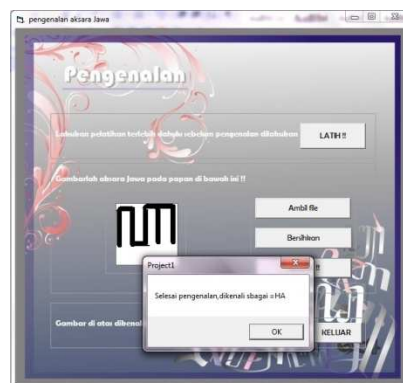 pengenalan aksara Jawa
Pengenalan
Lakukan pelatihan terlebih dahulu sebelum pengenalan dilakukan
LATIH !!
Gambarlah aksara Jawa pada papan di bawah ini !!
Ambil file
Bersihkan
!!
Project1
Selesai pengenalan,dikenali sbagai = HA
OK
Gambar di atas dikenal
KELUAR